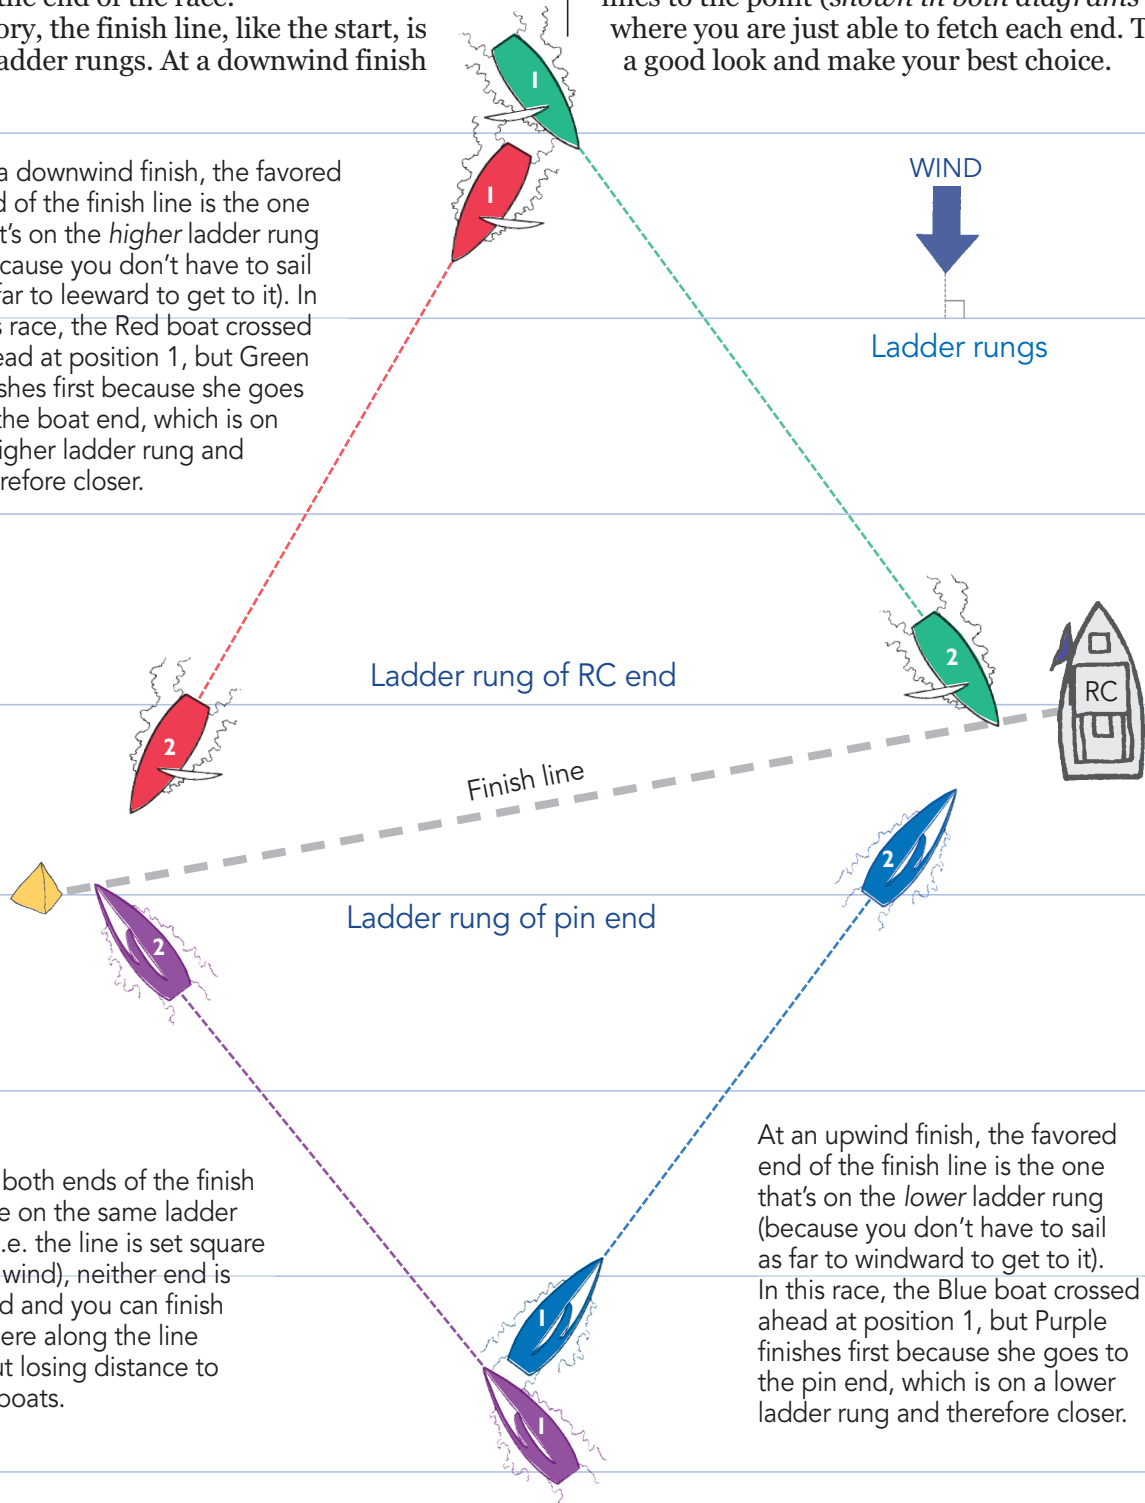 the end of the race.
ory, the finish line, like the start, is
adder rungs. At a downwind finish
lines to the point (shown in both diagrams
where you are just able to fetch each end. T
a good look and make your best choice.
a downwind finish, the favored
d of the finish line is the one
t's on the higher ladder rung
cause you don't have to sail
far to leeward to get to it). In
s race, the Red boat crossed
ead at position 1, but Green
shes first because she goes
the boat end, which is on
igher ladder rung and
refore closer.
WIND
Ladder rungs
1
1
2
2
RC
Ladder rung of RC end
Finish line
Ladder rung of pin end
2
2
1
1
both ends of the finish
e on the same ladder
.e. the line is set square
wind), neither end is
d and you can finish
ere along the line
ut losing distance to
boats.
At an upwind finish, the favored
end of the finish line is the one
that's on the lower ladder rung
(because you don't have to sail
as far to windward to get to it).
In this race, the Blue boat crossed
ahead at position 1, but Purple
finishes first because she goes to
the pin end, which is on a lower
ladder rung and therefore closer.